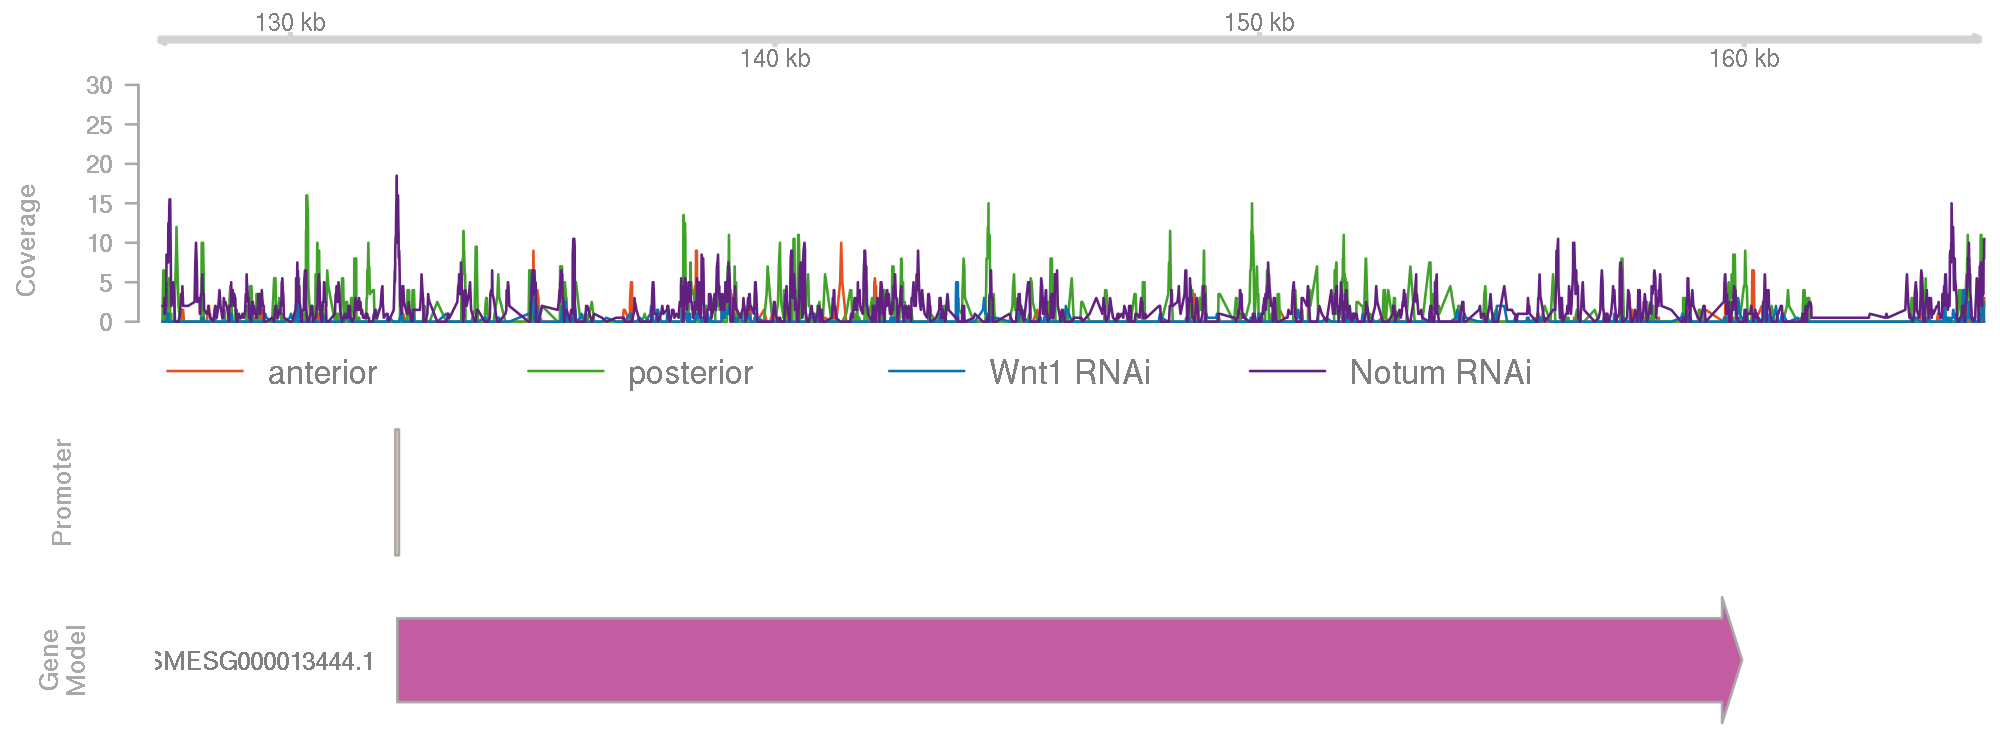 130 kb
150 kb
140 kb
160 kb
Coverage
30
25
20
15
10
5
0
anterior posterior Wnt1 RNAi Notum RNAi
Promoter
Gene
Model
SMESG000013444.1